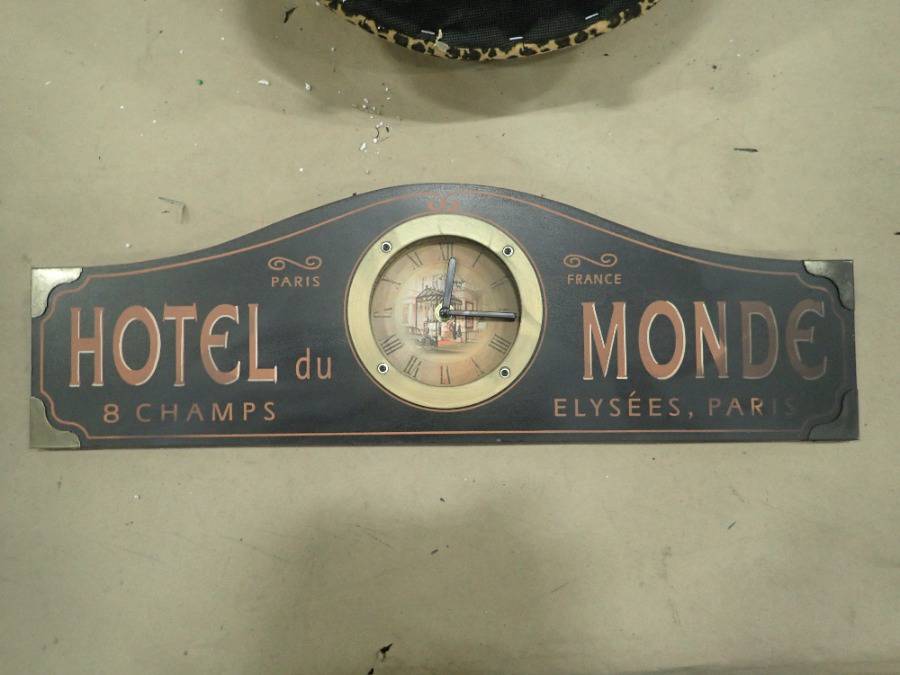 PARIS
FRANCE
HOTEL du MONDE
8 CHAMPS ELYSÉES, PARIS